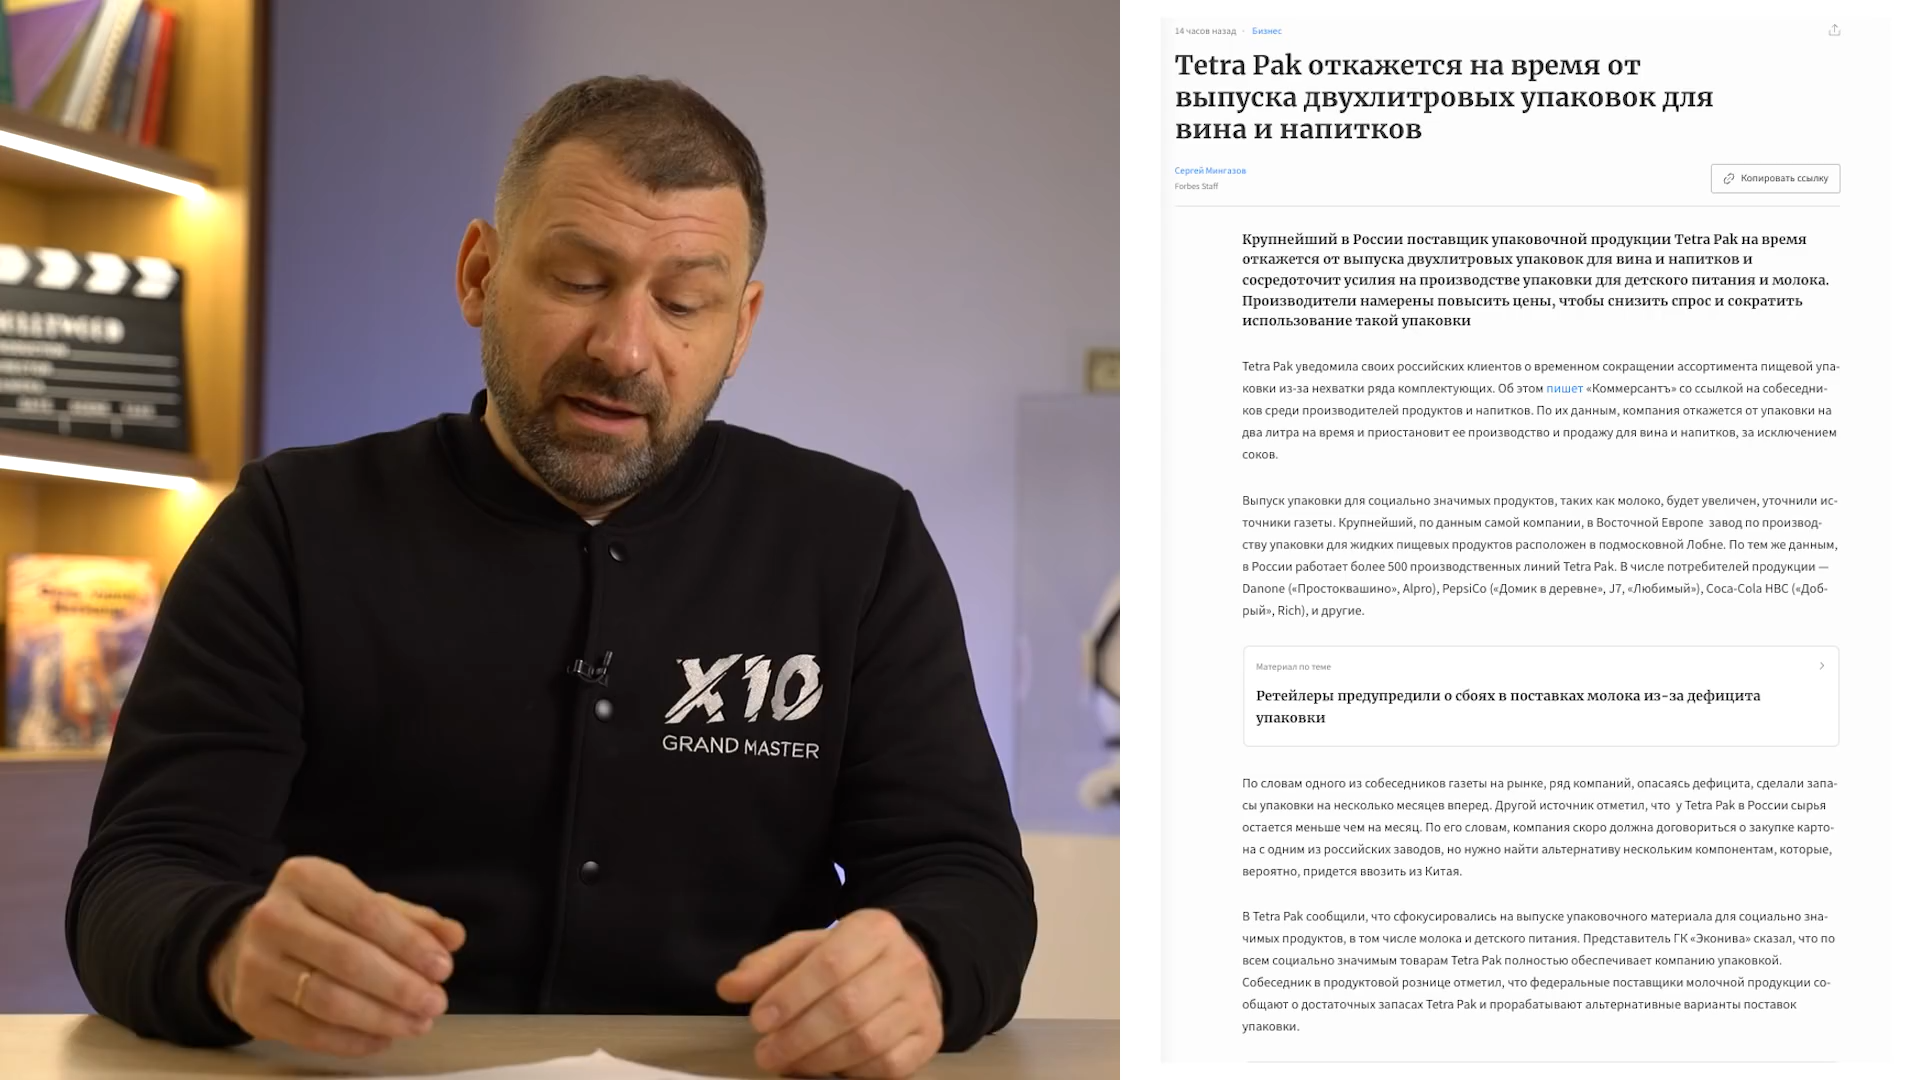 HOLLYWOOD
X10
GRAND MASTER
14 часов назад · Бизнес
Tetra Pak откажется на время от
выпуска двухлитровых упаковок для
вина и напитков
Сергей Мингазов
Forbes Staff
Копировать ссылку
Крупнейший в России поставщик упаковочной продукции Tetra Pak на время
откажется от выпуска двухлитровых упаковок для вина и напитков и
сосредоточит усилия на производстве упаковки для детского питания и молока.
Производители намерены повысить цены, чтобы снизить спрос и сократить
использование такой упаковки
Tetra Pak уведомила своих российских клиентов о временном сокращении ассортимента пищевой упа-
ковки из-за нехватки ряда комплектующих. Об этом пишет «Коммерсантъ» со ссылкой на собеседни-
ков среди производителей продуктов и напитков. По их данным, компания откажется от упаковки на
два литра на время и приостановит ее производство и продажу для вина и напитков, за исключением
соков.
Выпуск упаковки для социально значимых продуктов, таких как молоко, будет увеличен, уточнили ис-
точники газеты. Крупнейший, по данным самой компании, в Восточной Европе завод по производ-
ству упаковки для жидких пищевых продуктов расположен в подмосковной Лобне. По тем же данным,
в России работает более 500 производственных линий Tetra Pak. В числе потребителей продукции —
Danone («Простоквашино», Alpro), PepsiCo («Домик в деревне», J7, «Любимый»), Coca-Cola HBC («Доб-
рый», Rich), и другие.
Материал по теме
Ретейлеры предупредили о сбоях в поставках молока из-за дефицита
упаковки
По словам одного из собеседников газеты на рынке, ряд компаний, опасаясь дефицита, сделали запа-
сы упаковки на несколько месяцев вперед. Другой источник отметил, что у Tetra Pak в России сырья
остается меньше чем на месяц. По его словам, компания скоро должна договориться о закупке карто-
на с одним из российских заводов, но нужно найти альтернативу нескольким компонентам, которые,
вероятно, придется ввозить из Китая.
В Tetra Pak сообщили, что сфокусировались на выпуске упаковочного материала для социально зна-
чимых продуктов, в том числе молока и детского питания. Представитель ГК «Эконива» сказал, что по
всем социально значимым товарам Tetra Pak полностью обеспечивает компанию упаковкой.
Собеседник в продуктовой рознице отметил, что федеральные поставщики молочной продукции со-
общают о достаточных запасах Tetra Pak и прорабатывают альтернативные варианты поставок
упаковки.